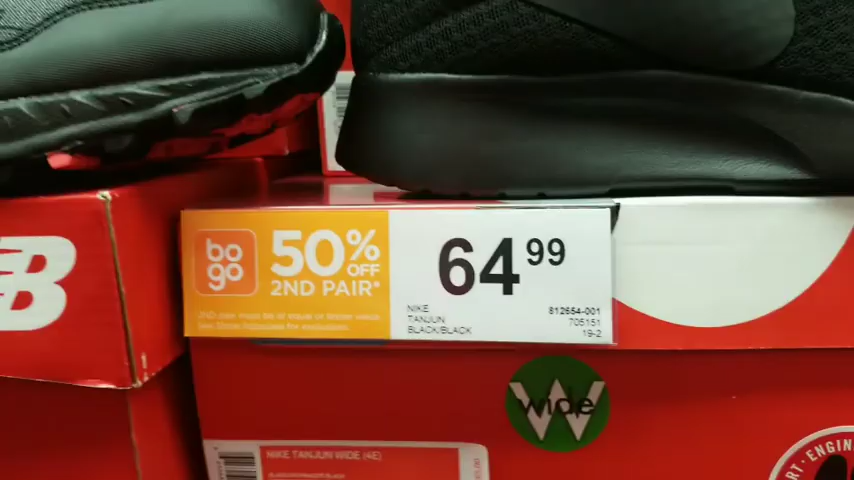 bo
go
50% OFF
2ND PAIR*
64 99
NIKE
TANJUN
BLACK/BLACK
812654-001
705151
19-2
wide
NIKE TANJUN WIDE (4E)
ENGIN